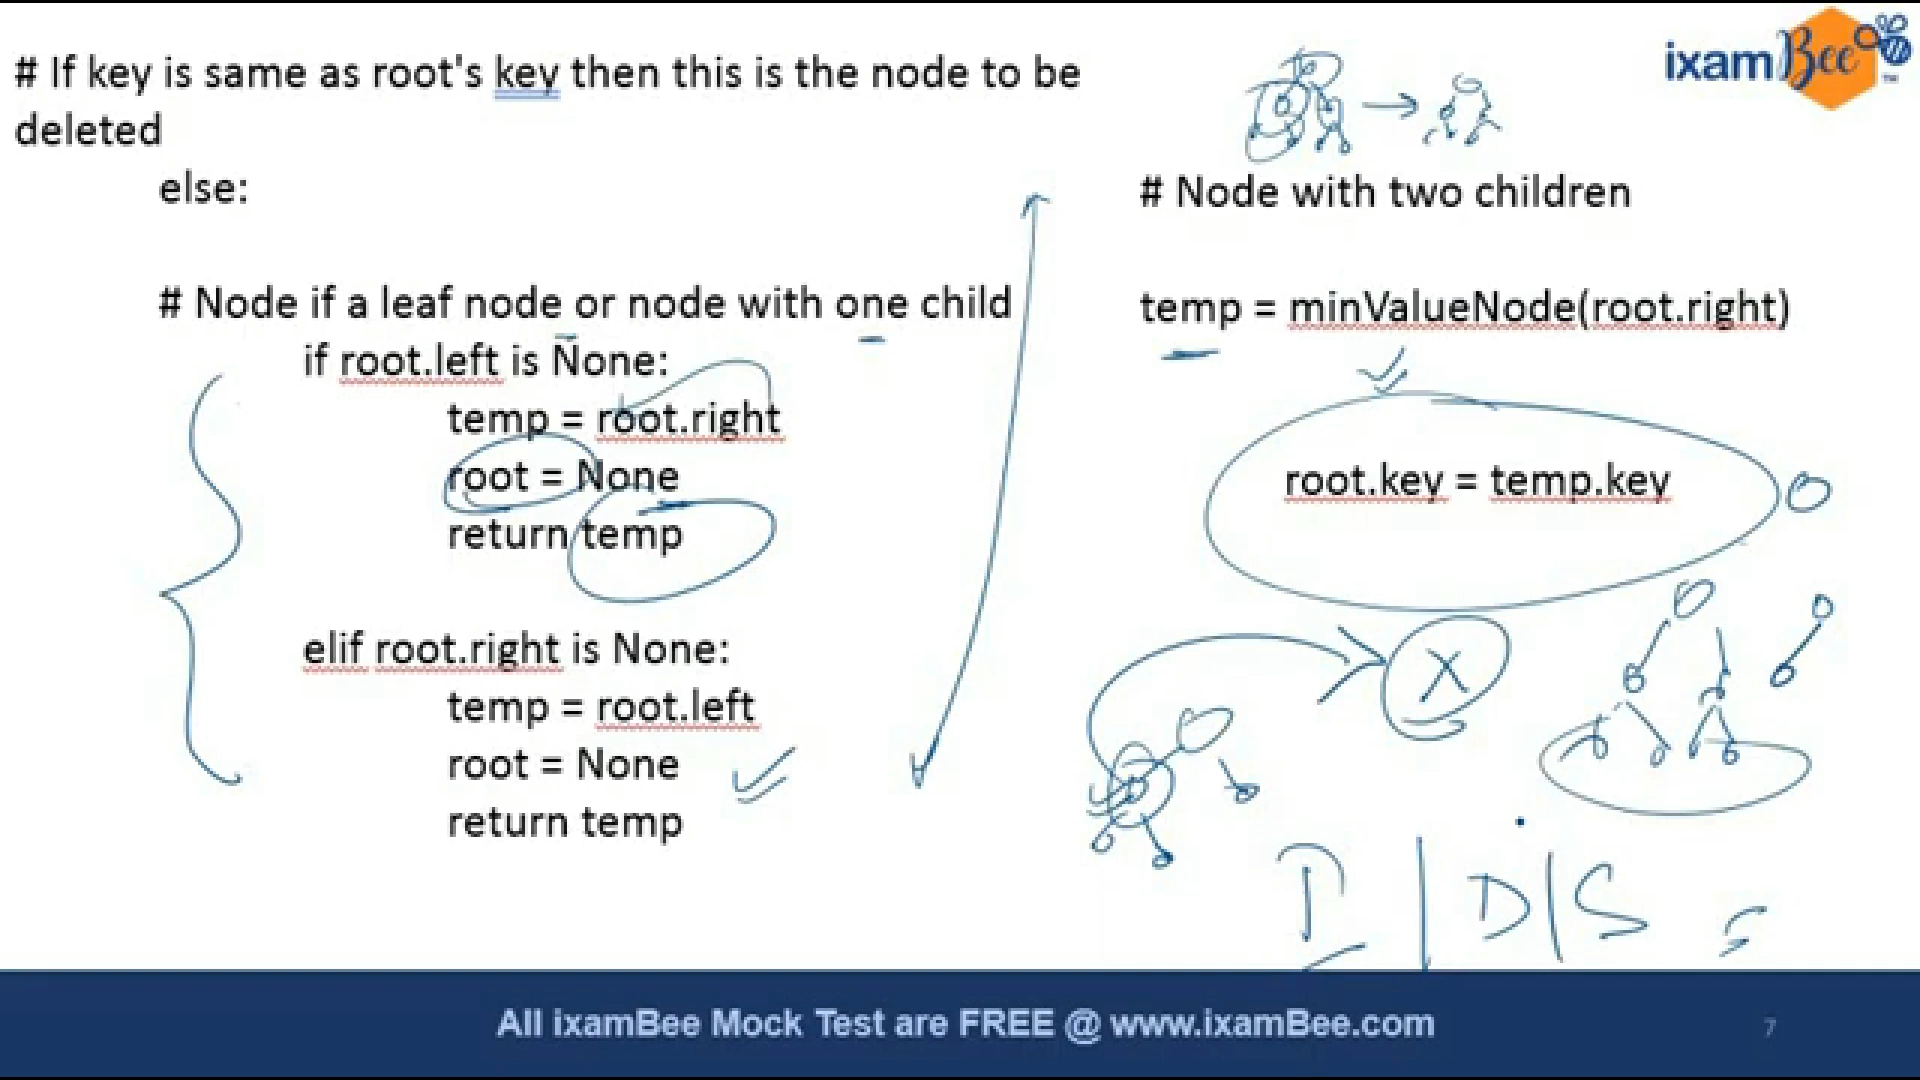 ixamBee
# If key is same as root's key then this is the node to be
deleted
else:
# Node if a leaf node or node with one child
if root.left is None:
temp = root.right
root = None
return temp
elif root.right is None:
temp = root.left
root = None
return temp
# Node with two children
temp = minValueNode(root.right)
root.key = temp.key
X
I | D | S
All ixamBee Mock Test are FREE @ www.ixamBee.com
7